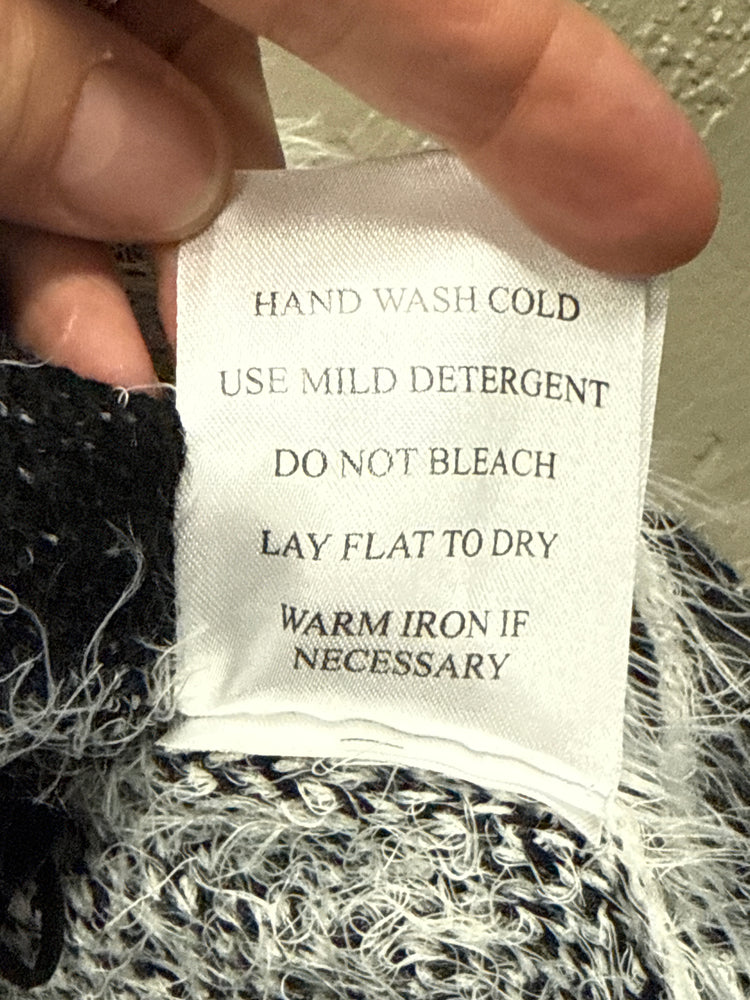 HAND WASH COLD
USE MILD DETERGENT
DO NOT BLEACH
LAY FLAT TO DRY
WARM IRON IF
NECESSARY